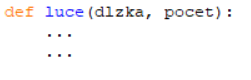 def luce(dlzka, pocet):
    ...
    ...